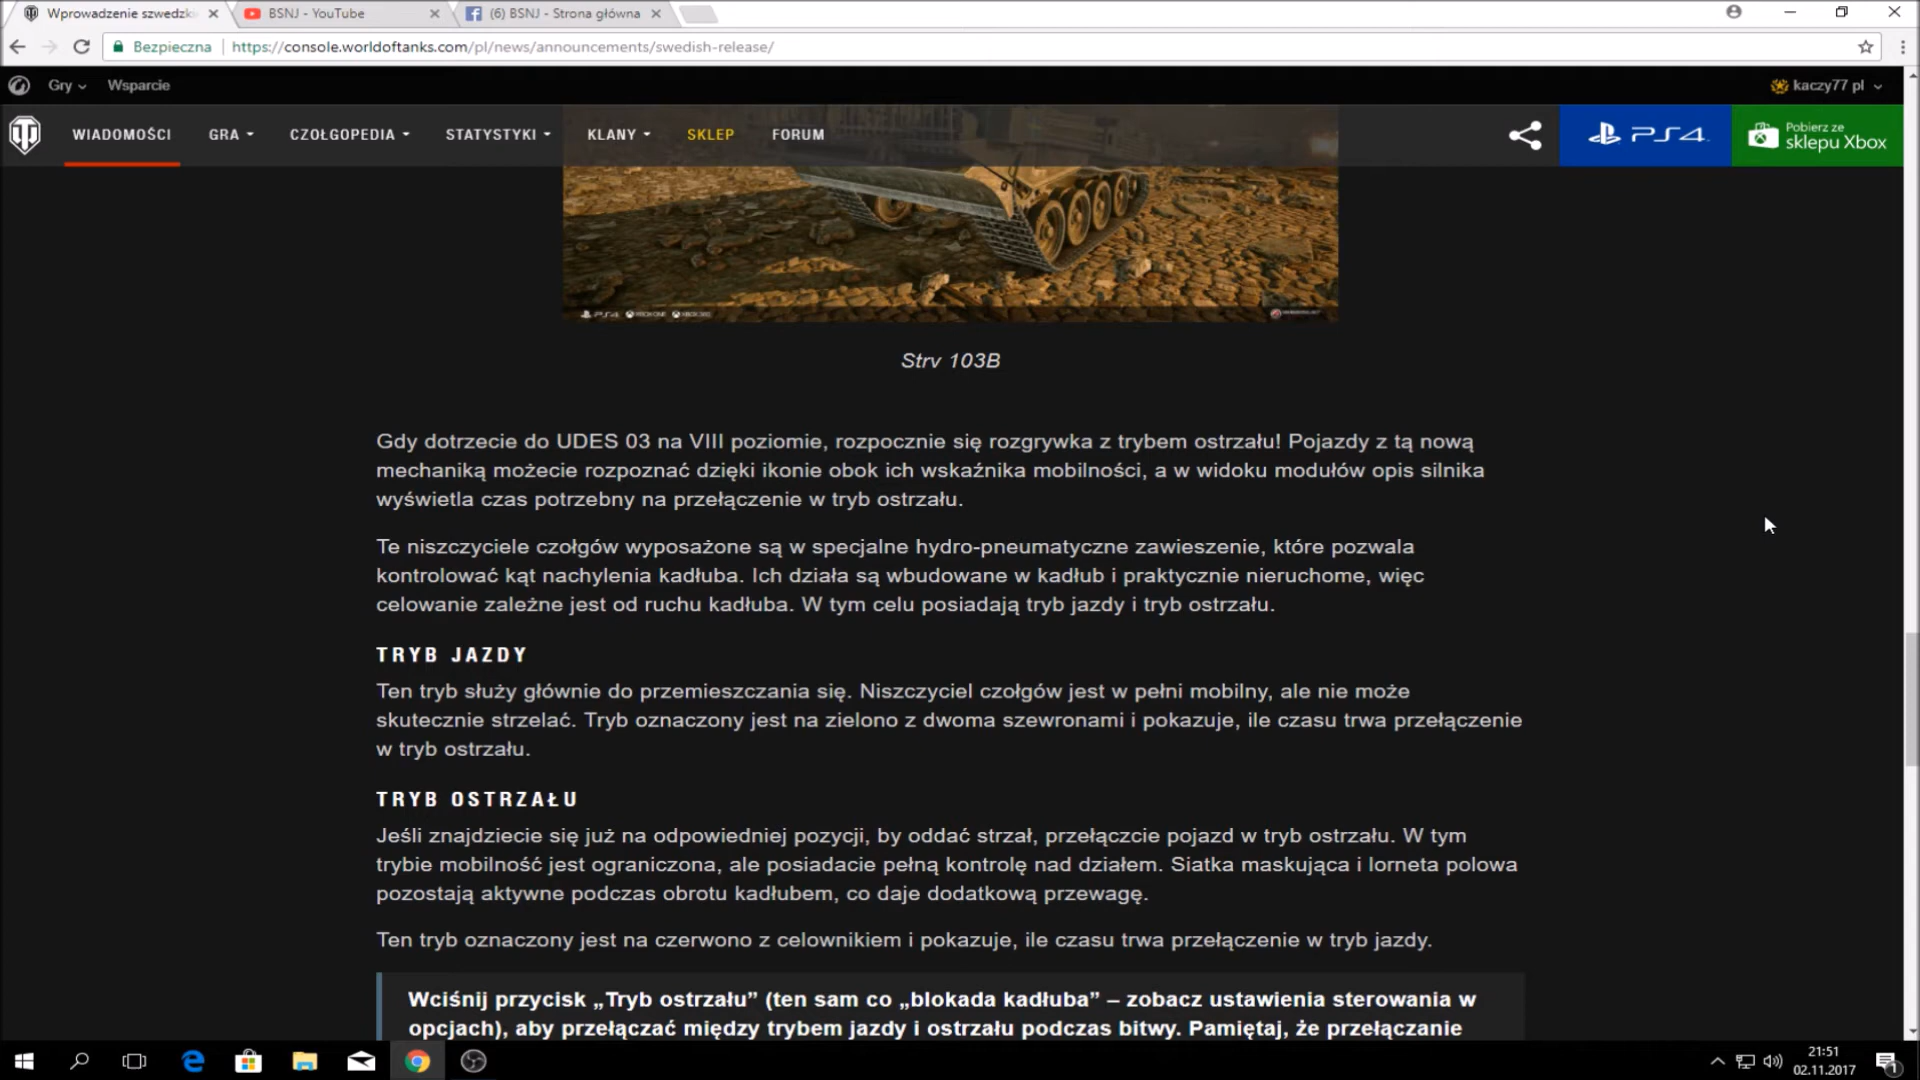 Wprowadzenie szwedzki
BSNJ - YouTube
(6) BSNJ - Strona główna
Bezpieczna
https://console.worldoftanks.com/pl/news/announcements/swedish-release/
Gry
Wsparcie
kaczy77 pl
WIADOMOŚCI
GRA
CZOŁGOPEDIA
STATYSTYKI
KLANY
SKLEP
FORUM
PS4
Pobierz ze
sklepu Xbox
PS4 XBOX ONE XBOX 360
Strv 103B
Gdy dotrzecie do UDES 03 na VIII poziomie, rozpocznie się rozgrywka z trybem ostrzału! Pojazdy z tą nową
mechaniką możecie rozpoznać dzięki ikonie obok ich wskaźnika mobilności, a w widoku modułów opis silnika
wyświetla czas potrzebny na przełączenie w tryb ostrzału.
Te niszczyciele czołgów wyposażone są w specjalne hydro-pneumatyczne zawieszenie, które pozwala
kontrolować kąt nachylenia kadłuba. Ich działa są wbudowane w kadłub i praktycznie nieruchome, więc
celowanie zależne jest od ruchu kadłuba. W tym celu posiadają tryb jazdy i tryb ostrzału.
TRYB JAZDY
Ten tryb służy głównie do przemieszczania się. Niszczyciel czołgów jest w pełni mobilny, ale nie może
skutecznie strzelać. Tryb oznaczony jest na zielono z dwoma szewronami i pokazuje, ile czasu trwa przełączenie
w tryb ostrzału.
TRYB OSTRZAŁU
Jeśli znajdziecie się już na odpowiedniej pozycji, by oddać strzał, przełączcie pojazd w tryb ostrzału. W tym
trybie mobilność jest ograniczona, ale posiadacie pełną kontrolę nad działem. Siatka maskująca i lorneta polowa
pozostają aktywne podczas obrotu kadłubem, co daje dodatkową przewagę.
Ten tryb oznaczony jest na czerwono z celownikiem i pokazuje, ile czasu trwa przełączenie w tryb jazdy.
Wciśnij przycisk „Tryb ostrzału” (ten sam co „blokada kadłuba” – zobacz ustawienia sterowania w
opcjach), aby przełączać między trybem jazdy i ostrzału podczas bitwy. Pamiętaj, że przełączanie
21:51
02.11.2017
1